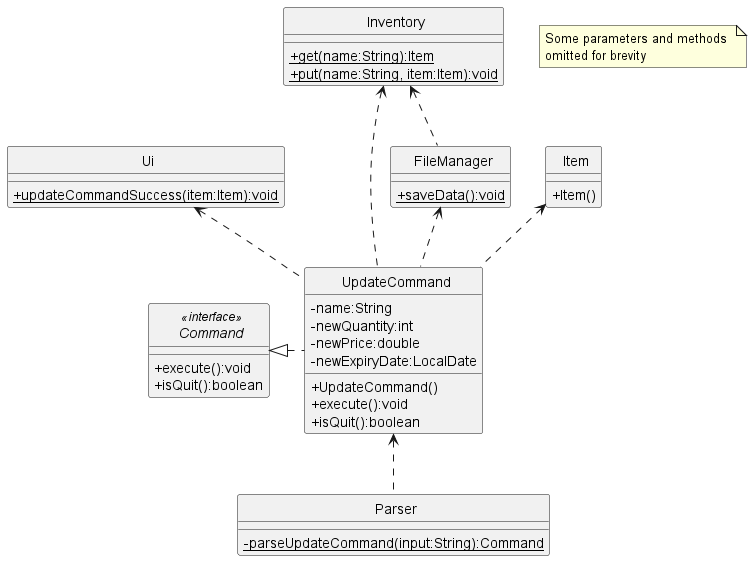 Inventory
+get(name:String):Item
+put(name:String, item:Item):void
Some parameters and methods
omitted for brevity
Ui
+updateCommandSuccess(item:Item):void
FileManager
+saveData():void
Item
+Item()
UpdateCommand
-name:String
-newQuantity:int
-newPrice:double
-newExpiryDate:LocalDate
+UpdateCommand()
+execute():void
+isQuit():boolean
«interface»
Command
+execute():void
+isQuit():boolean
Parser
-parseUpdateCommand(input:String):Command